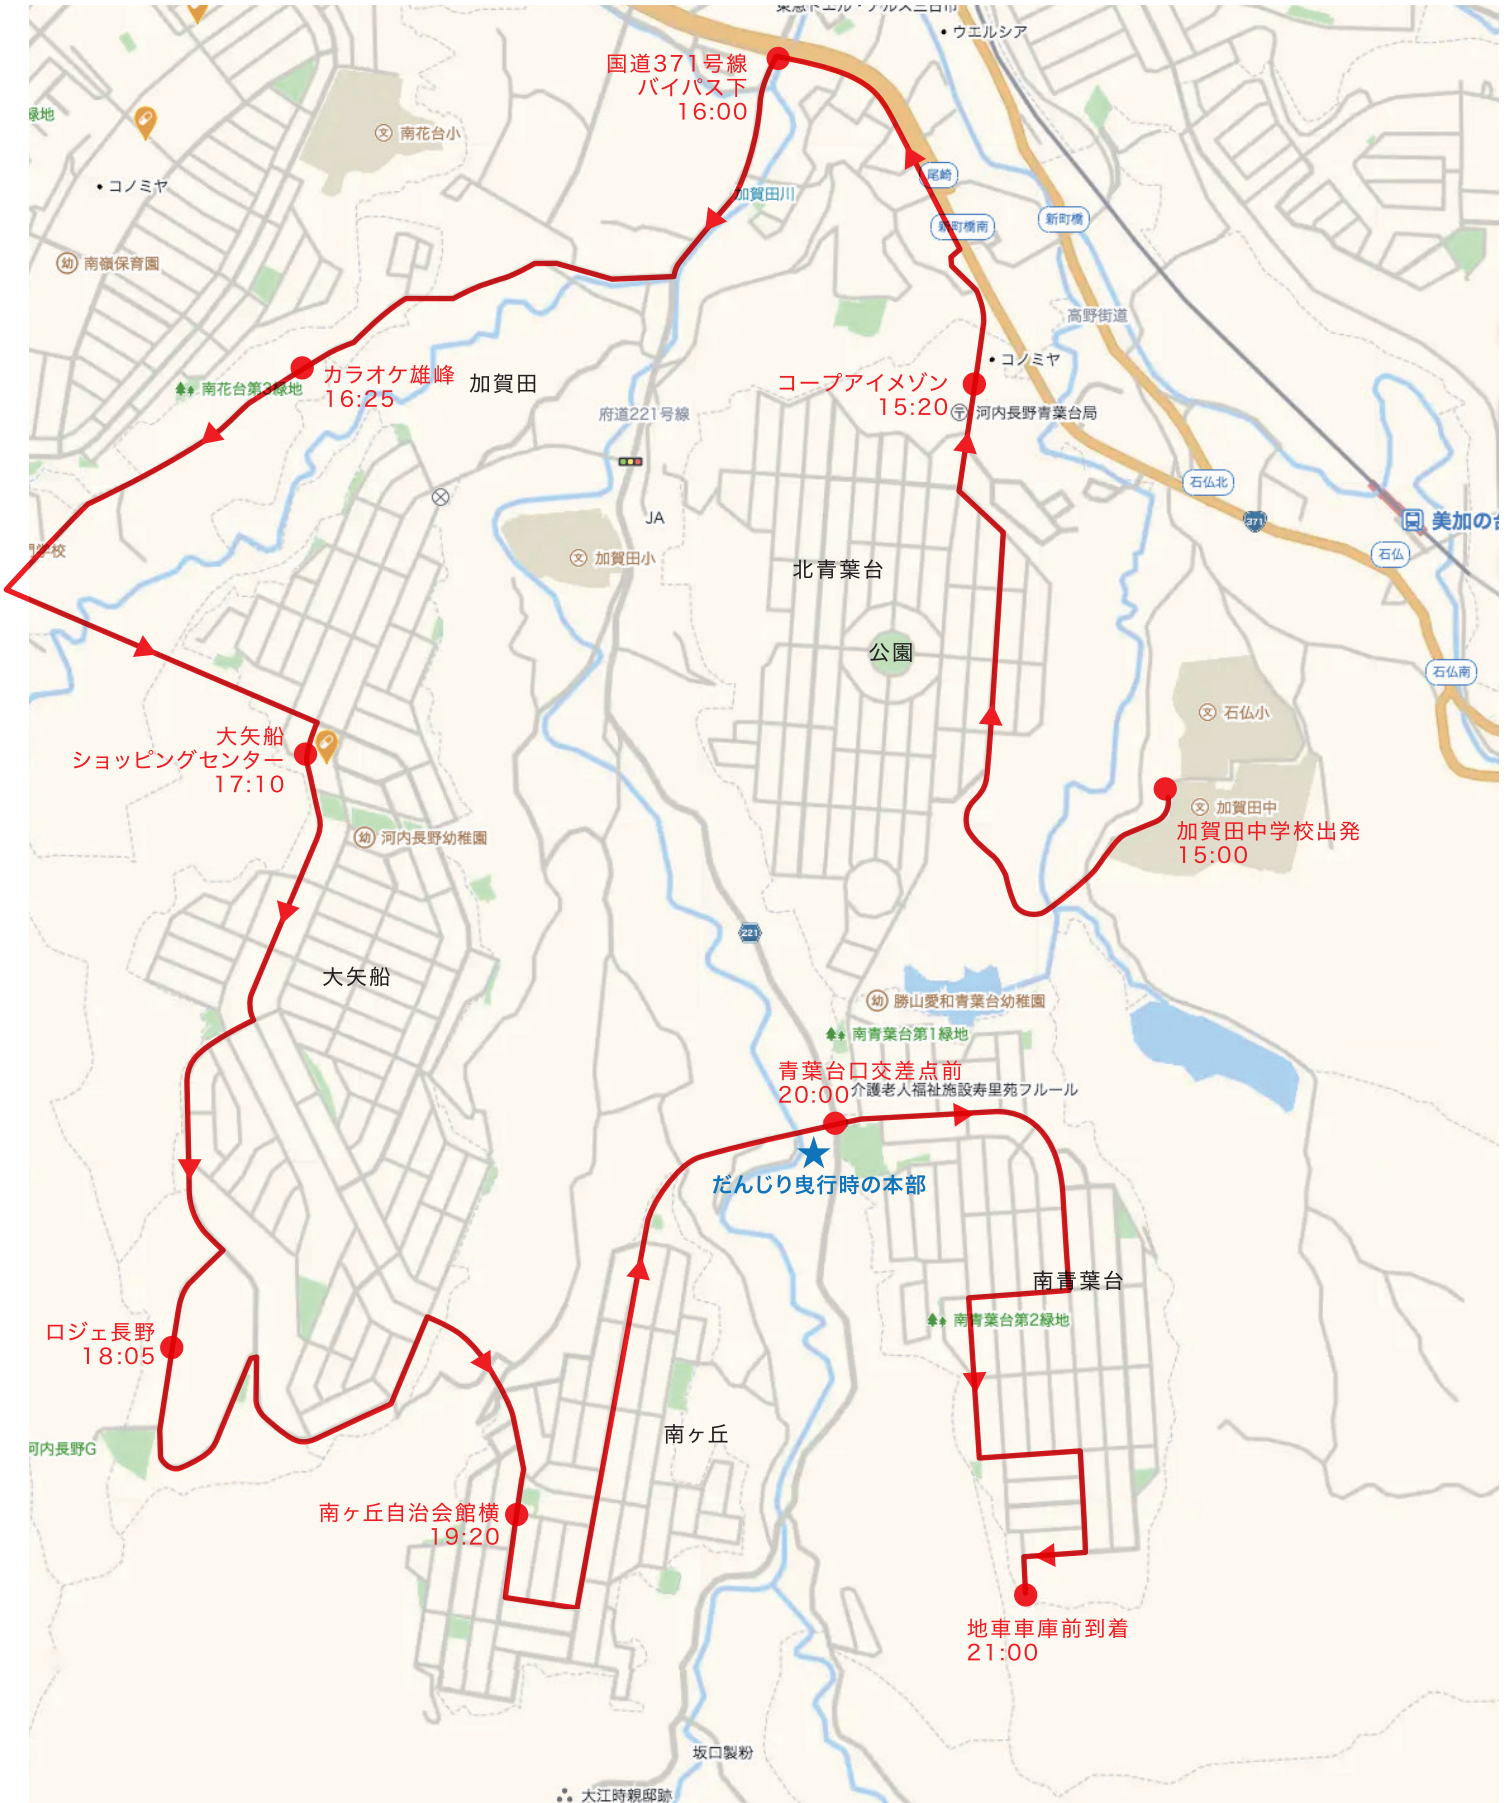 ウエルシア
国道371号線
バイパス下
16:00
緑地
南花台小
コノミヤ
加賀田川
尾崎
新町橋南
新町橋
南嶺保育園
高野街道
コノミヤ
カラオケ雄峰
16:25
南花台第3緑地
加賀田
コープアイメゾン
15:20
河内長野青葉台局
府道221号線
石仏北
371
美加の台
石仏
JA
学校
加賀田小
北青葉台
公園
石仏南
石仏小
大矢船
ショッピングセンター
17:10
加賀田中
加賀田中学校出発
15:00
河内長野幼稚園
221
大矢船
勝山愛和青葉台幼稚園
南青葉台第1緑地
青葉台口交差点前
20:00
介護老人福祉施設寿里苑フルール
だんじり曳行時の本部
南青葉台
南青葉台第2緑地
ロジェ長野
18:05
南ヶ丘
河内長野G
南ヶ丘自治会館横
19:20
地車車庫前到着
21:00
坂口製粉
大江時親邸跡